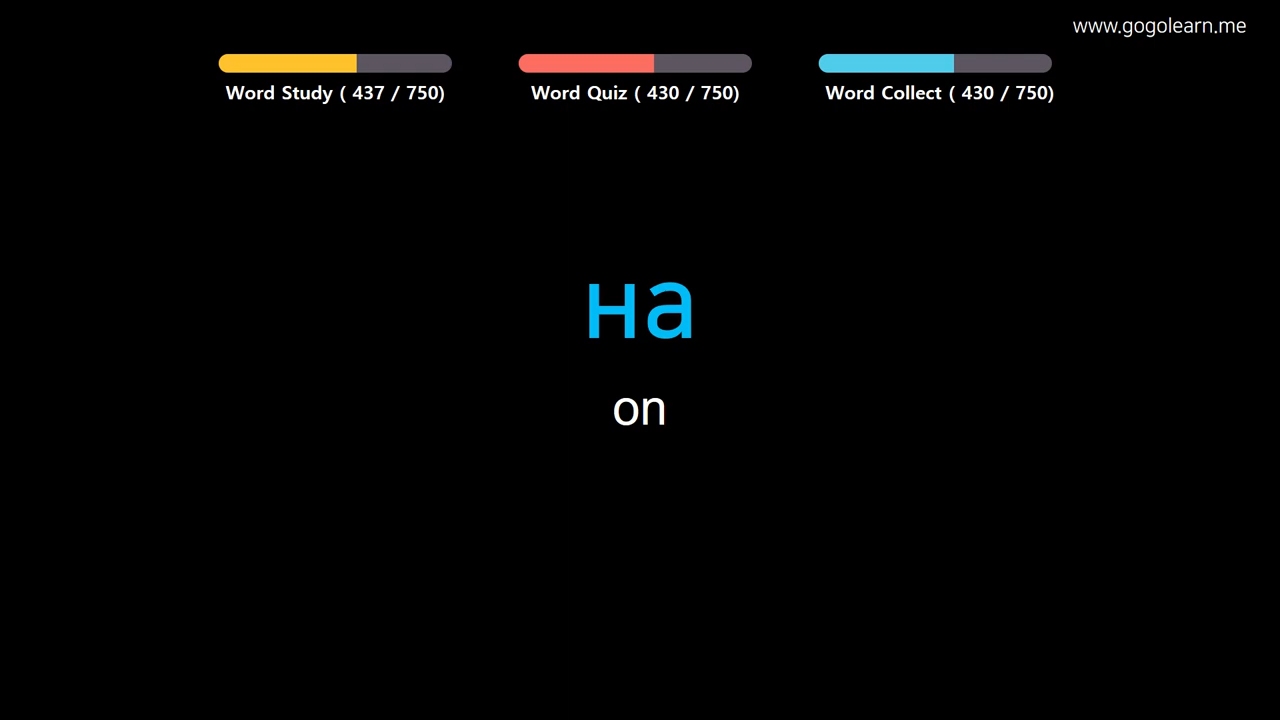 www.gogolearn.me
Word Study ( 437 / 750) Word Quiz ( 430 / 750) Word Collect ( 430 / 750)
на
on